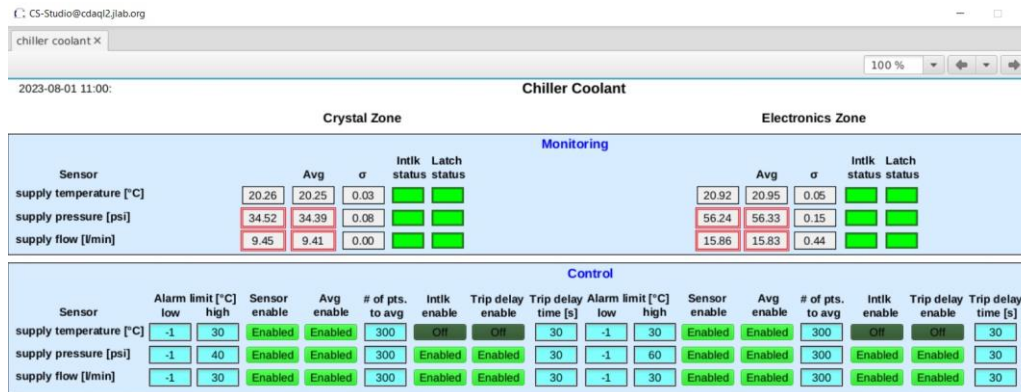 CS-Studio@cdaql2.jlab.org
chiller coolant
100 %
2023-08-01 11:00:
Chiller Coolant
Crystal Zone Electronics Zone
Monitoring
Intlk Latch Intlk Latch
Sensor Avg σ status status Avg σ status status
supply temperature [°C] 20.26 20.25 0.03 20.92 20.95 0.05
supply pressure [psi] 34.52 34.39 0.08 56.24 56.33 0.15
supply flow [l/min] 9.45 9.41 0.00 15.86 15.83 0.44
Control
Alarm limit [°C] Sensor Avg # of pts. Intlk Trip delay Trip delay Alarm limit [°C] Sensor Avg # of pts. Intlk Trip delay Trip delay
Sensor low high enable enable to avg enable enable time [s] low high enable enable to avg enable enable time [s]
supply temperature [°C] -1 30 Enabled Enabled 300 Off Off 30 -1 30 Enabled Enabled 300 Off Off 30
supply pressure [psi] -1 40 Enabled Enabled 300 Enabled Enabled 30 -1 60 Enabled Enabled 300 Enabled Enabled 30
supply flow [l/min] -1 30 Enabled Enabled 300 Enabled Enabled 30 -1 30 Enabled Enabled 300 Enabled Enabled 30